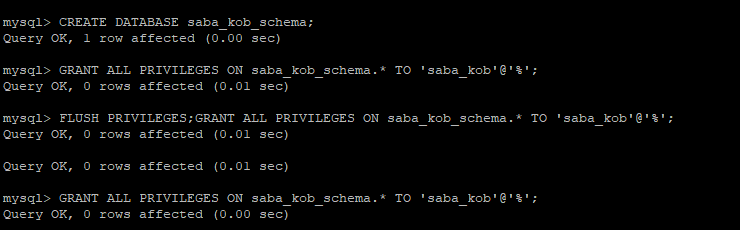 mysql> CREATE DATABASE saba_kob_schema;
Query OK, 1 row affected (0.00 sec)
mysql> GRANT ALL PRIVILEGES ON saba_kob_schema.* TO 'saba_kob'@'%';
Query OK, 0 rows affected (0.01 sec)
mysql> FLUSH PRIVILEGES;GRANT ALL PRIVILEGES ON saba_kob_schema.* TO 'saba_kob'@'%';
Query OK, 0 rows affected (0.01 sec)
Query OK, 0 rows affected (0.01 sec)
mysql> GRANT ALL PRIVILEGES ON saba_kob_schema.* TO 'saba_kob'@'%';
Query OK, 0 rows affected (0.00 sec)